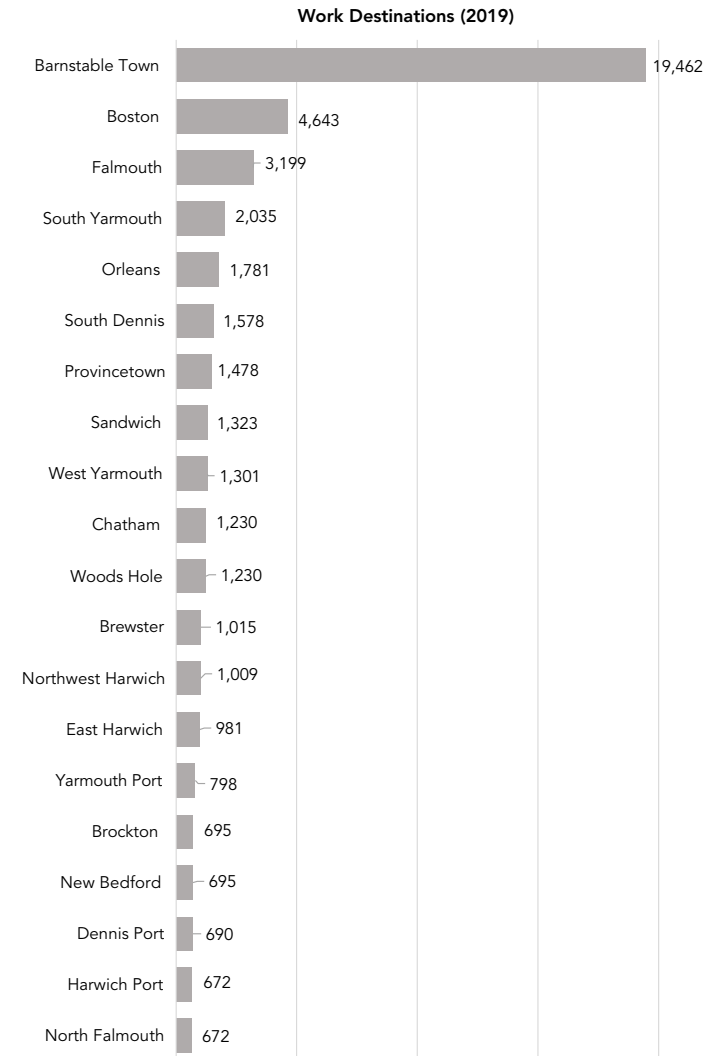 Work Destinations (2019)
Barnstable Town 19,462
Boston 4,643
Falmouth 3,199
South Yarmouth 2,035
Orleans 1,781
South Dennis 1,578
Provincetown 1,478
Sandwich 1,323
West Yarmouth 1,301
Chatham 1,230
Woods Hole 1,230
Brewster 1,015
Northwest Harwich 1,009
East Harwich 981
Yarmouth Port 798
Brockton 695
New Bedford 695
Dennis Port 690
Harwich Port 672
North Falmouth 672